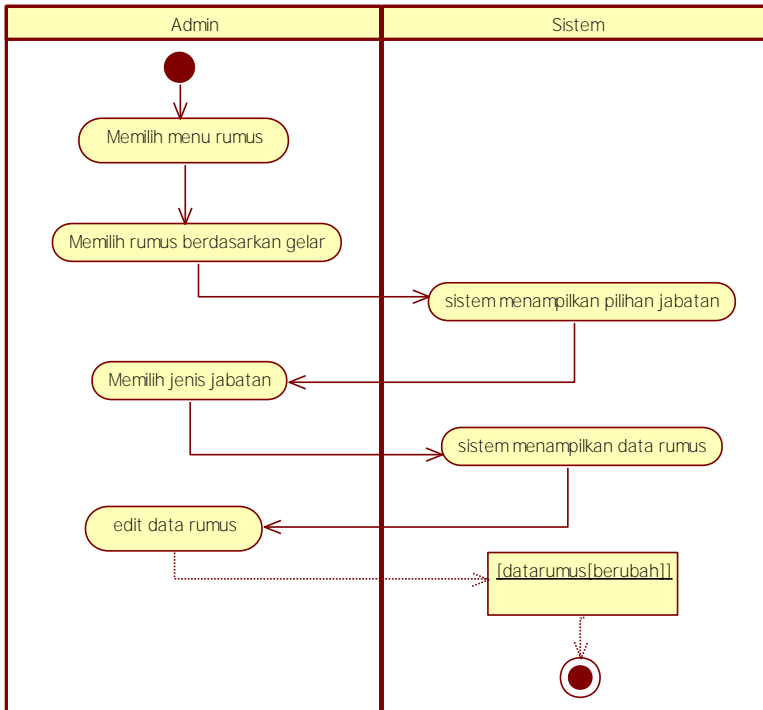 Admin
Sistem
Memilih menu rumus
Memilih rumus berdasarkan gelar
sistem menampilkan pilihan jabatan
Memilih jenis jabatan
sistem menampilkan data rumus
edit data rumus
[datarumus[berubah]]